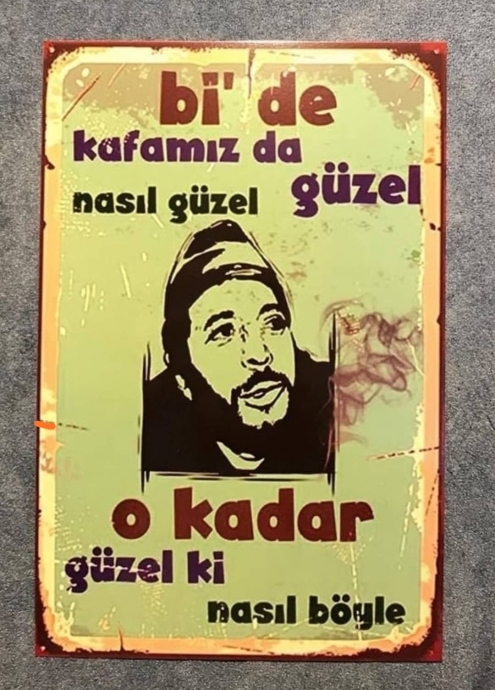 bi' de
kafamız da
güzel
nasıl güzel
o kadar
güzel ki
nasıl böyle